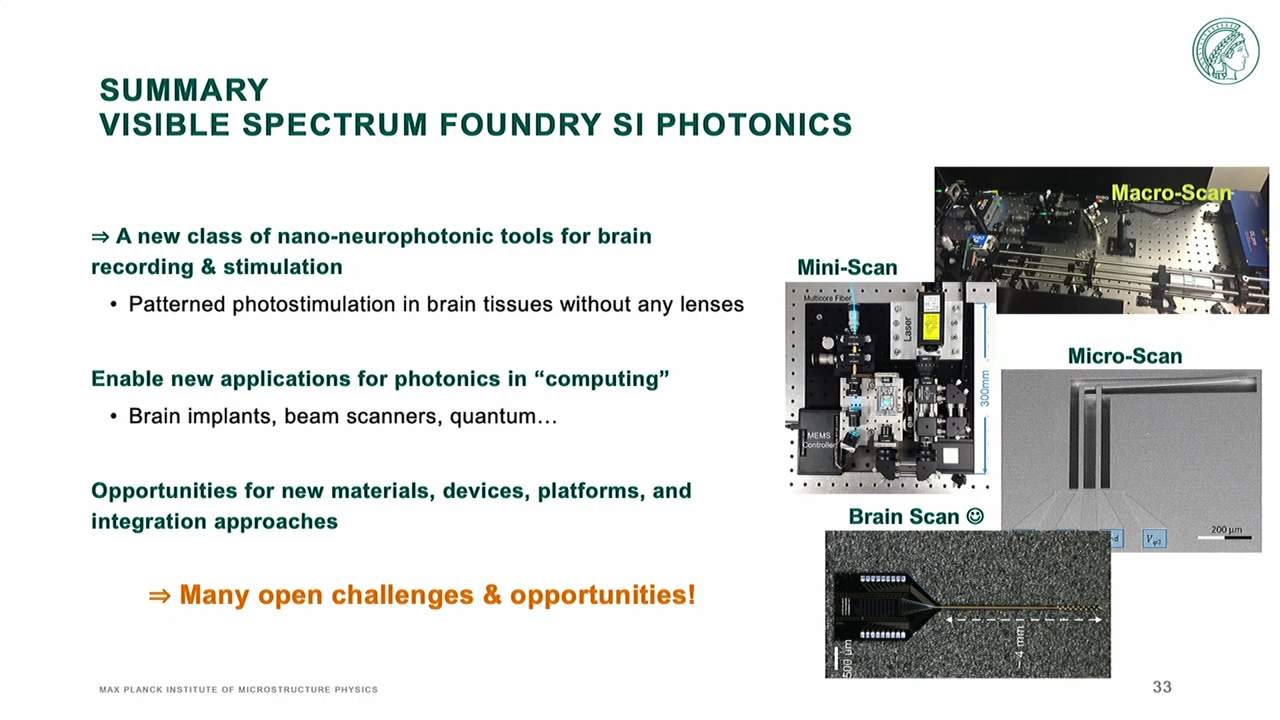 SUMMARY
VISIBLE SPECTRUM FOUNDRY SI PHOTONICS
⇒ A new class of nano-neurophotonic tools for brain
recording & stimulation
• Patterned photostimulation in brain tissues without any lenses
Enable new applications for photonics in “computing”
• Brain implants, beam scanners, quantum…
Opportunities for new materials, devices, platforms, and
integration approaches
⇒ Many open challenges & opportunities!
Macro-Scan
Mini-Scan
Multicore Fiber
Laser
300mm
MEMS
Controller
Micro-Scan
200 μm
Brain Scan ☺
500 μm
~4 mm
MAX PLANCK INSTITUTE OF MICROSTRUCTURE PHYSICS
33